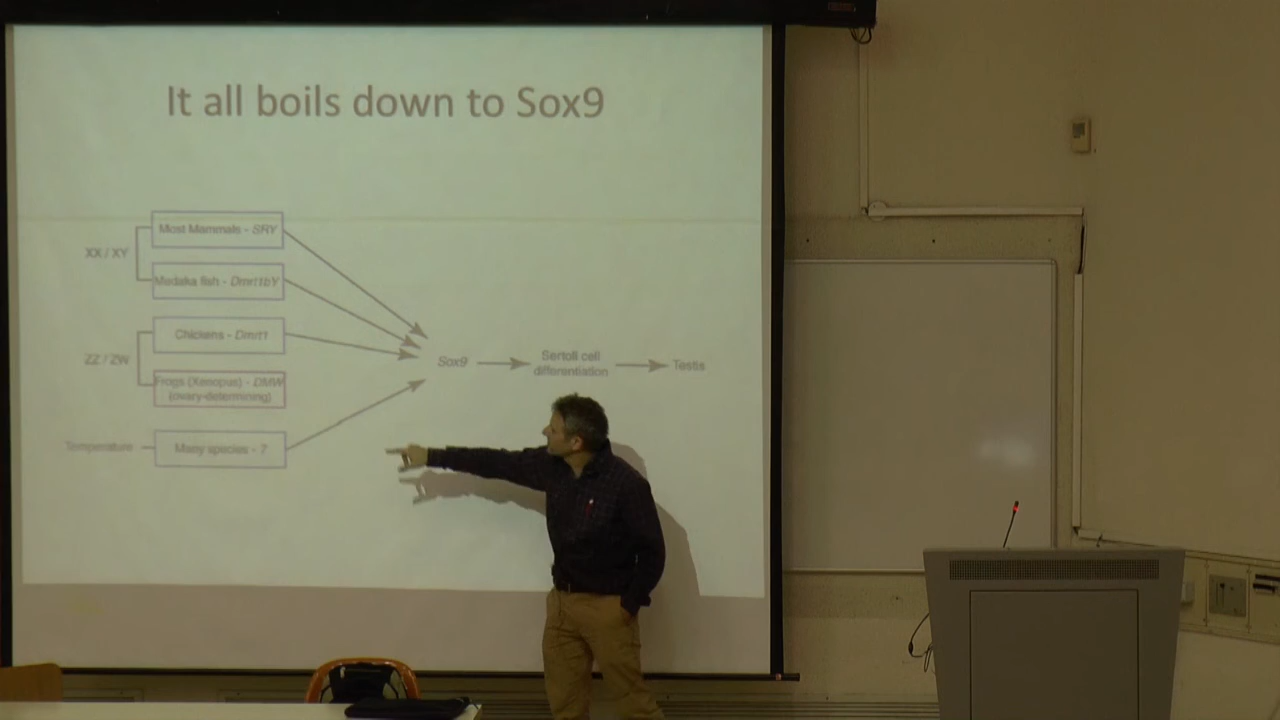 It all boils down to Sox9
XX / XY
Most Mammals - SRY
Medaka fish - Dmrt1bY
ZZ / ZW
Chickens - Dmrt1
Frogs (Xenopus) - DMW
(ovary-determining)
Temperature
Many species - ?
Sox9
Sertoli cell
differentiation
Testis